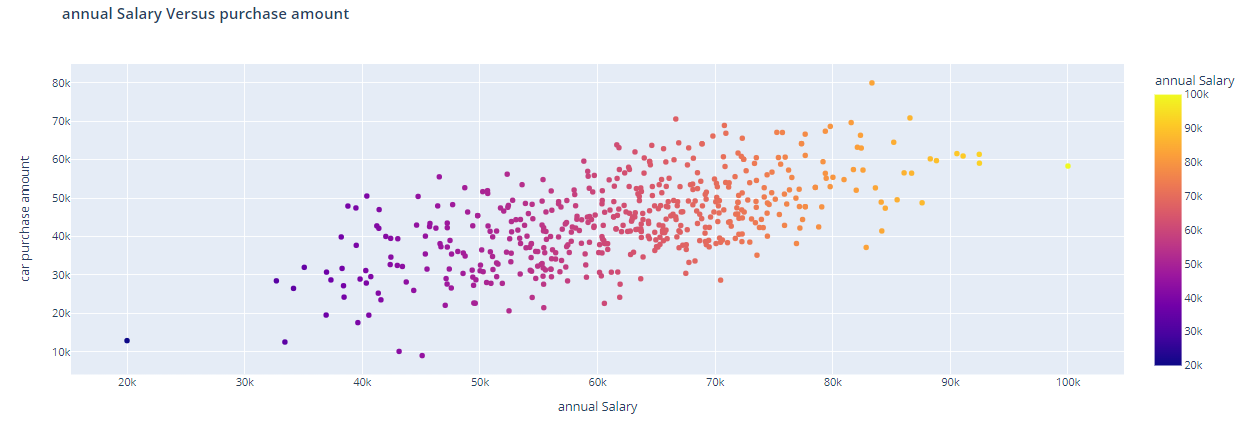 annual Salary Versus purchase amount
car purchase amount
80k
70k
60k
50k
40k
30k
20k
10k
20k 30k 40k 50k 60k 70k 80k 90k 100k
annual Salary
annual Salary
100k
90k
80k
70k
60k
50k
40k
30k
20k